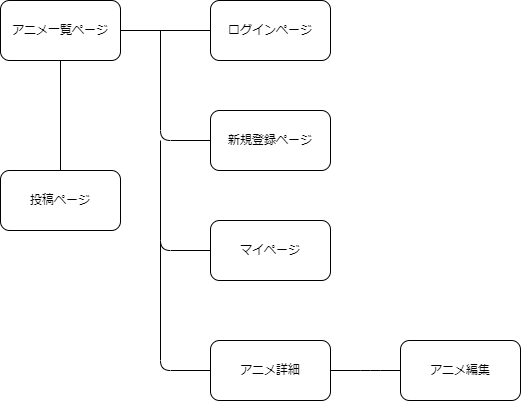 アニメ一覧ページ
ログインページ
新規登録ページ
投稿ページ
マイページ
アニメ詳細
アニメ編集